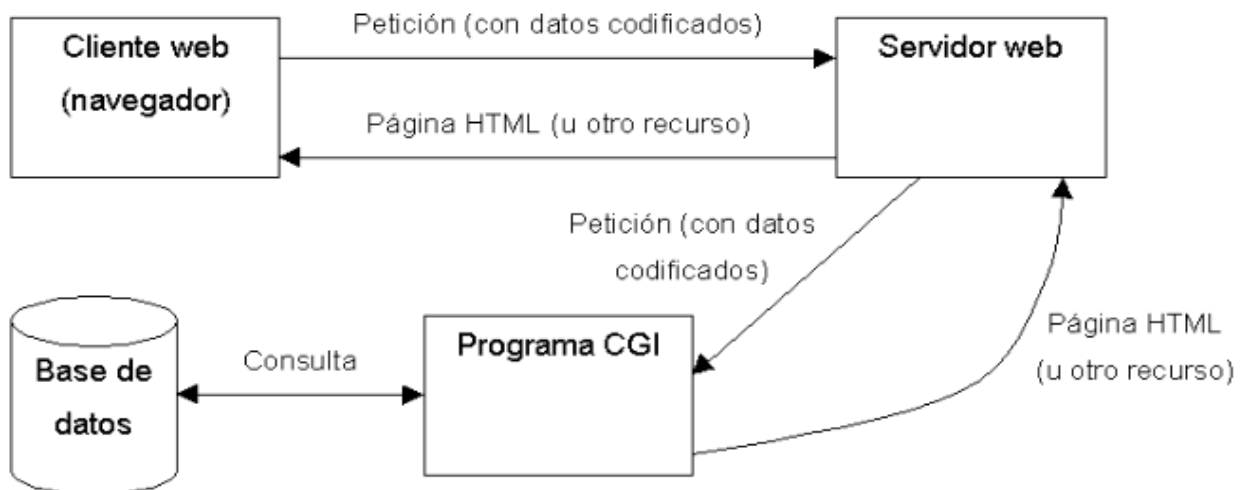 Petición (con datos codificados)
Cliente web
(navegador)
Servidor web
Página HTML (u otro recurso)
Petición (con datos
codificados)
Página HTML
(u otro recurso)
Programa CGI
Consulta
Base de
datos